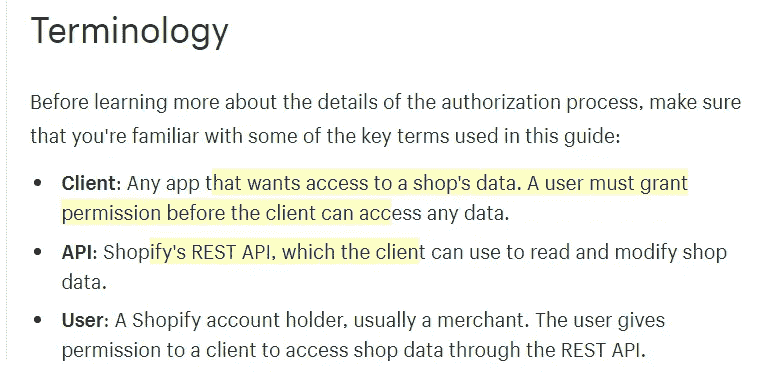 Terminology
Before learning more about the details of the authorization process, make sure
that you're familiar with some of the key terms used in this guide:
• Client: Any app that wants access to a shop's data. A user must grant
permission before the client can access any data.
• API: Shopify's REST API, which the client can use to read and modify shop
data.
• User: A Shopify account holder, usually a merchant. The user gives
permission to a client to access shop data through the REST API.